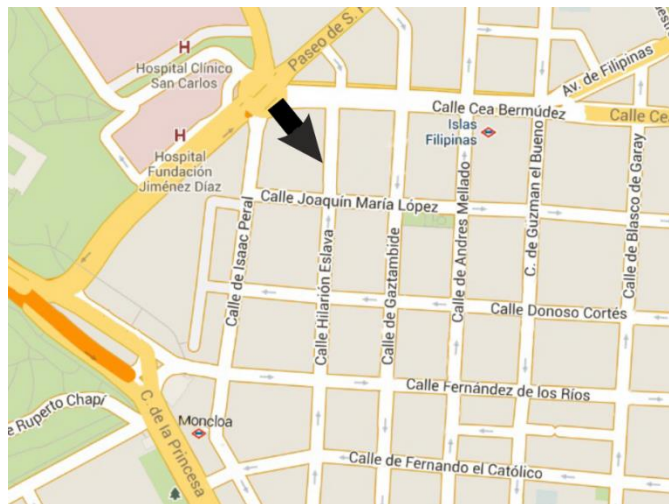 H
Hospital Clínico
San Carlos
Paseo de S.
Av. de Filipinas
Calle Cea Bermúdez
Calle Cea
Islas
Filipinas
H
Hospital
Fundación
Jiménez Díaz
Calle Joaquín María López
Calle de Isaac Peral
Calle Hilarión Eslava
Calle de Gaztambide
Calle de Andres Mellado
C. de Guzman el Bueno
Calle de Blasco de Garay
Calle Donoso Cortés
Calle Fernández de los Ríos
e Ruperto Chapí
C. de la Princesa
Moncloa
Calle de Fernando el Católico